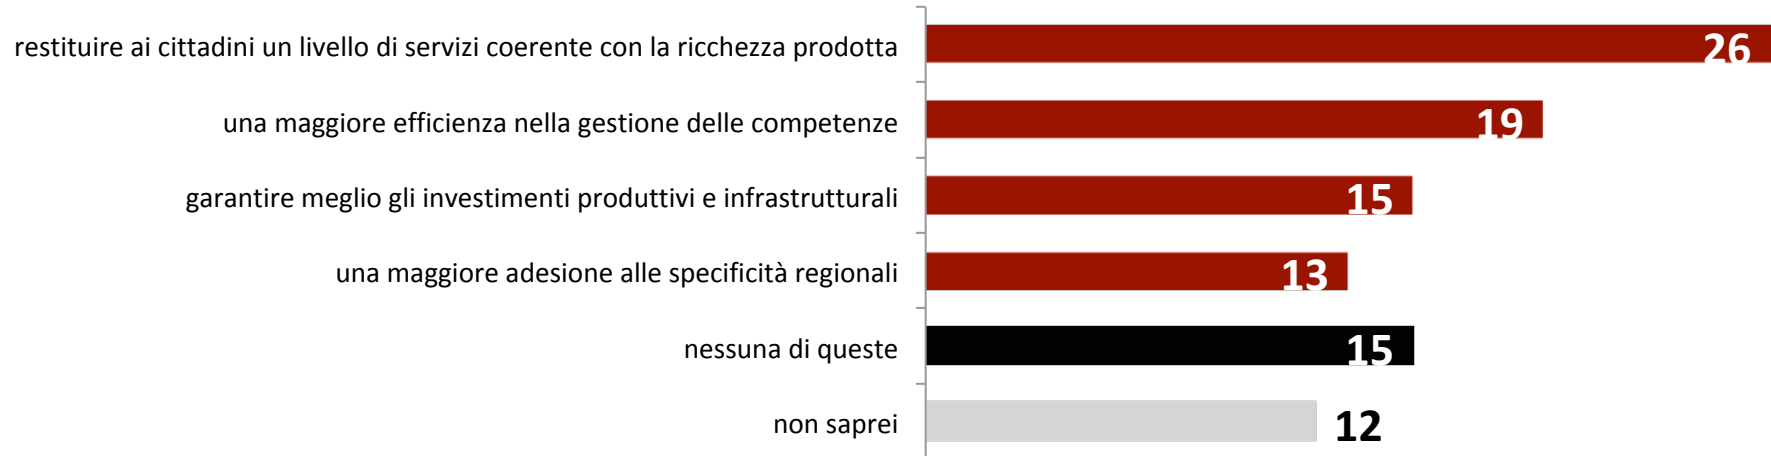 restituire ai cittadini un livello di servizi coerente con la ricchezza prodotta 26
una maggiore efficienza nella gestione delle competenze 19
garantire meglio gli investimenti produttivi e infrastrutturali 15
una maggiore adesione alle specificità regionali 13
nessuna di queste 15
non saprei 12